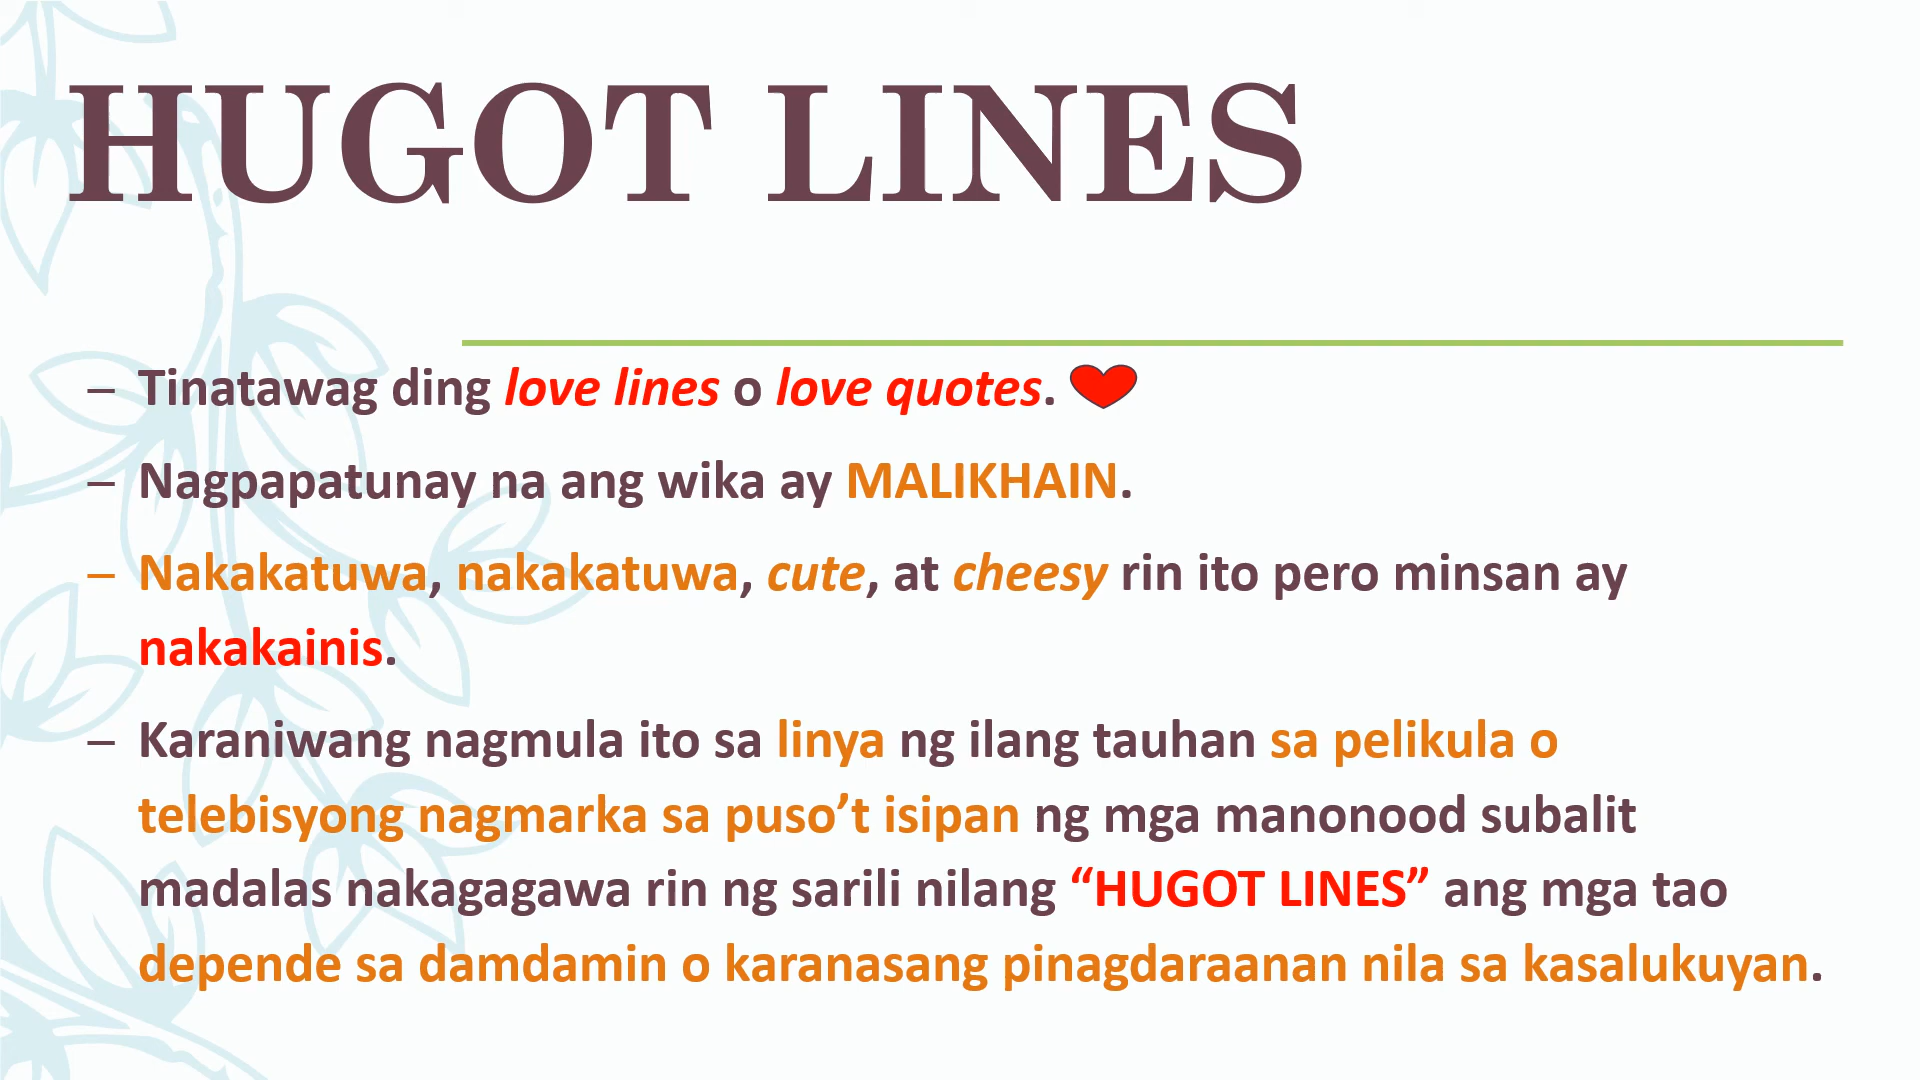 HUGOT LINES
– Tinatawag ding love lines o love quotes.
– Nagpapatunay na ang wika ay MALIKHAIN.
– Nakakatuwa, nakakatuwa, cute, at cheesy rin ito pero minsan ay
nakakainis.
– Karaniwang nagmula ito sa linya ng ilang tauhan sa pelikula o
telebisyong nagmarka sa puso’t isipan ng mga manonood subalit
madalas nakagagawa rin ng sarili nilang “HUGOT LINES” ang mga tao
depende sa damdamin o karanasang pinagdaraanan nila sa kasalukuyan.